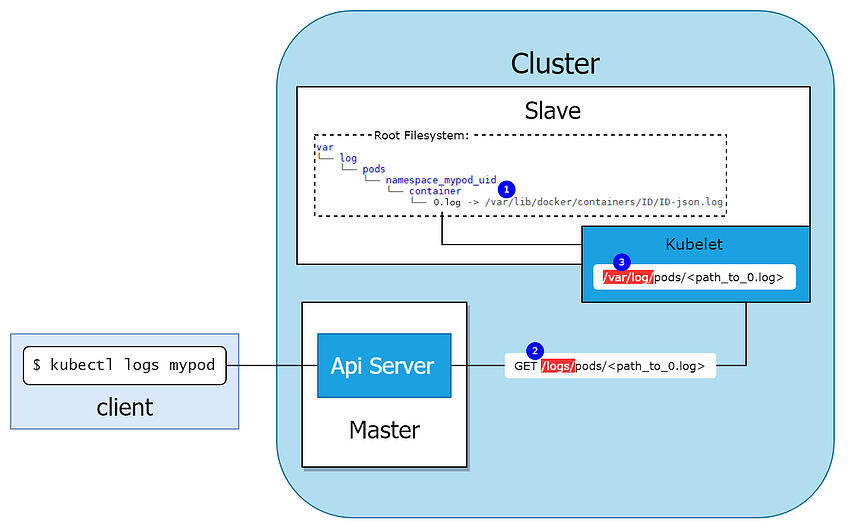 Cluster
Slave
Root Filesystem:
var
log
pods
namespace_mypod_uid
1
container
0.log -> /var/lib/docker/containers/ID/ID-json.log
Kubelet
3
/var/log/pods/<path_to_0.log>
2
GET /logs/pods/<path_to_0.log>
$ kubectl logs mypod
client
Api Server
Master